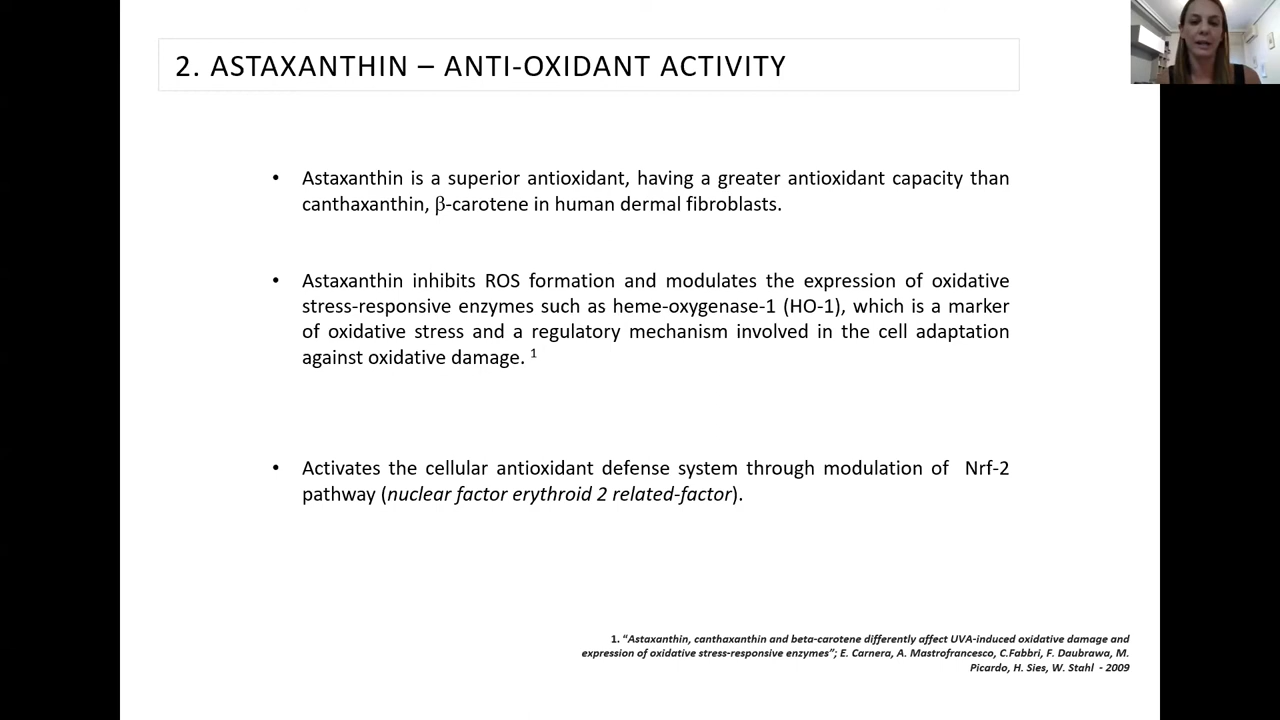 2. ASTAXANTHIN – ANTI-OXIDANT ACTIVITY
• Astaxanthin is a superior antioxidant, having a greater antioxidant capacity than
canthaxanthin, β-carotene in human dermal fibroblasts.
• Astaxanthin inhibits ROS formation and modulates the expression of oxidative
stress-responsive enzymes such as heme-oxygenase-1 (HO-1), which is a marker
of oxidative stress and a regulatory mechanism involved in the cell adaptation
against oxidative damage. ¹
• Activates the cellular antioxidant defense system through modulation of Nrf-2
pathway (nuclear factor erythroid 2 related-factor).
1. “Astaxanthin, canthaxanthin and beta-carotene differently affect UVA-induced oxidative damage and
expression of oxidative stress-responsive enzymes”; E. Carnera, A. Mastrofrancesco, C.Fabbri, F. Daubrawa, M.
Picardo, H. Sies, W. Stahl - 2009